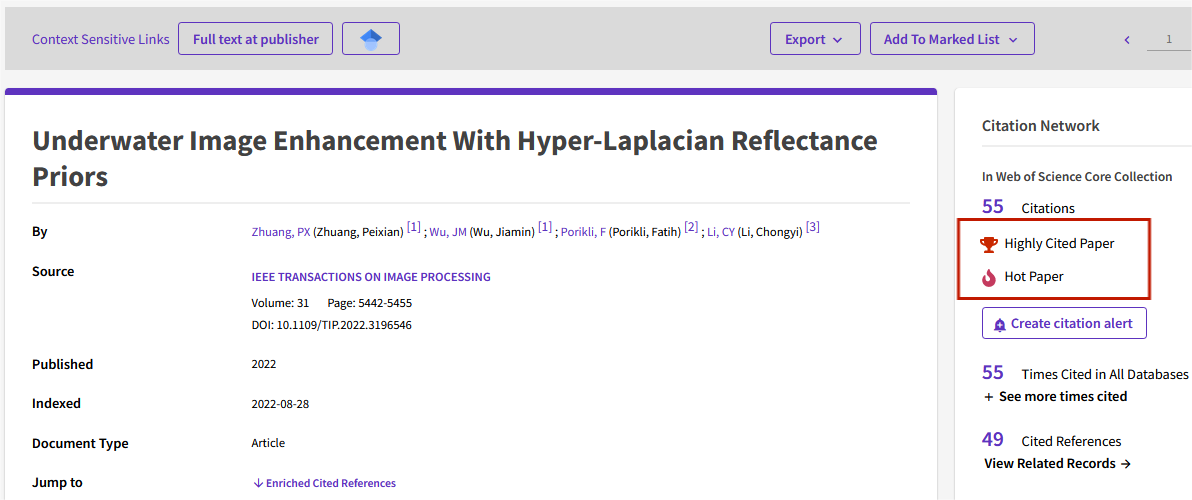 Context Sensitive Links Full text at publisher Export Add To Marked List 1
Underwater Image Enhancement With Hyper-Laplacian Reflectance
Priors
By Zhuang, PX (Zhuang, Peixian) [1] ; Wu, JM (Wu, Jiamin) [1] ; Porikli, F (Porikli, Fatih) [2] ; Li, CY (Li, Chongyi) [3]
Source
IEEE TRANSACTIONS ON IMAGE PROCESSING
Volume: 31 Page: 5442-5455
DOI: 10.1109/TIP.2022.3196546
Published 2022
Indexed 2022-08-28
Document Type Article
Jump to Enriched Cited References
Citation Network
In Web of Science Core Collection
55 Citations
Highly Cited Paper
Hot Paper
Create citation alert
55 Times Cited in All Databases
+ See more times cited
49 Cited References
View Related Records